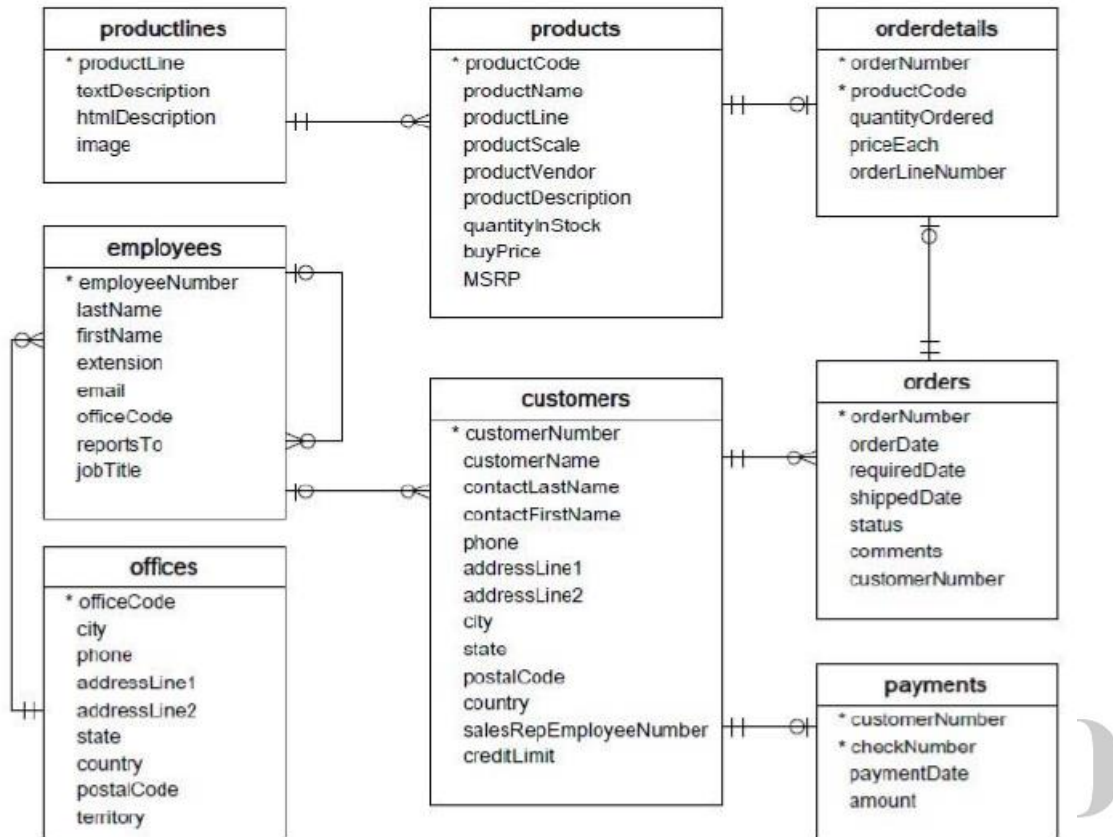 productlines
* productLine
textDescription
htmlDescription
image
products
* productCode
productName
productLine
productScale
productVendor
productDescription
quantityInStock
buyPrice
MSRP
orderdetails
* orderNumber
* productCode
quantityOrdered
priceEach
orderLineNumber
employees
* employeeNumber
lastName
firstName
extension
email
officeCode
reportsTo
jobTitle
customers
* customerNumber
customerName
contactLastName
contactFirstName
phone
addressLine1
addressLine2
city
state
postalCode
country
salesRepEmployeeNumber
creditLimit
orders
* orderNumber
orderDate
requiredDate
shippedDate
status
comments
customerNumber
offices
* officeCode
city
phone
addressLine1
addressLine2
state
country
postalCode
territory
payments
* customerNumber
* checkNumber
paymentDate
amount